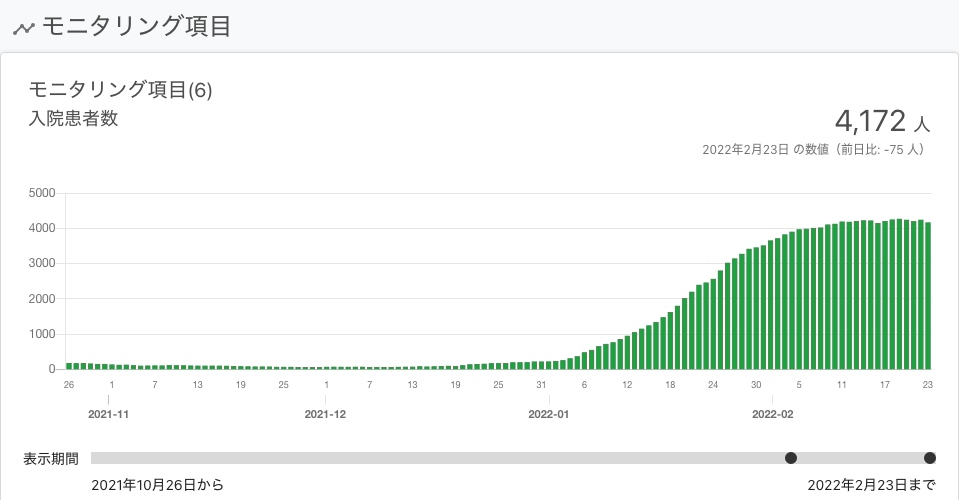 モニタリング項目
モニタリング項目(6)
入院患者数
4,172 人
2022年2月23日 の数値（前日比: -75 人）
5000
4000
3000
2000
1000
0
26 1 7 13 19 25 1 7 13 19 25 31 6 12 18 24 30 5 11 17 23
2021-11 2021-12 2022-01 2022-02
表示期間
2021年10月26日から 2022年2月23日まで